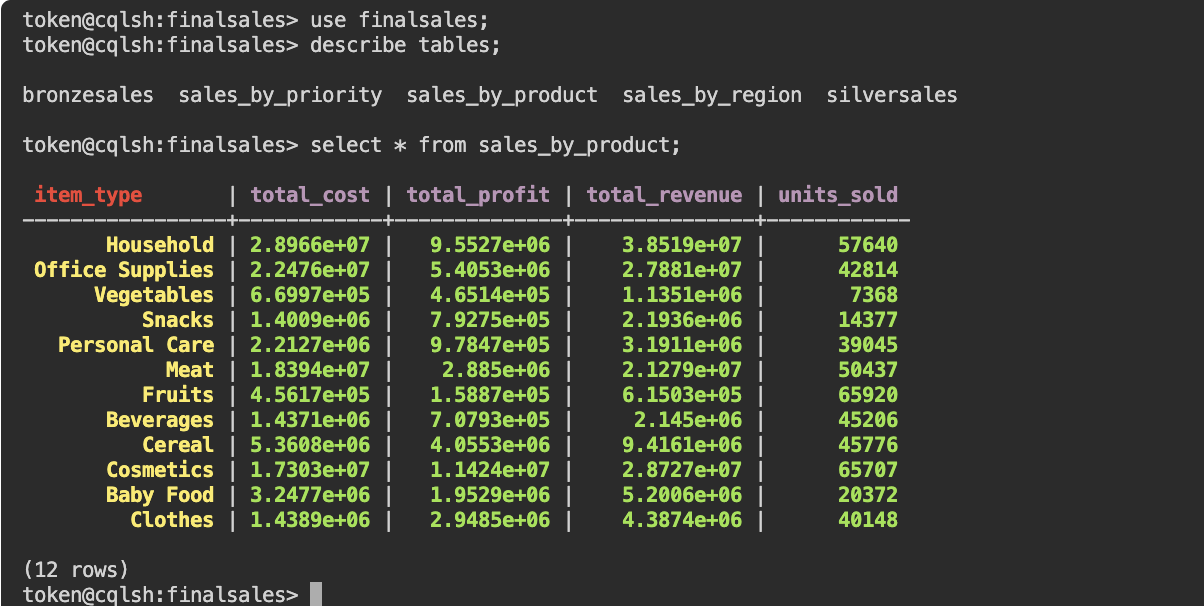 token@cqlsh:finalsales> use finalsales;
token@cqlsh:finalsales> describe tables;
bronzesales  sales_by_priority  sales_by_product  sales_by_region  silversales
token@cqlsh:finalsales> select * from sales_by_product;
 item_type       | total_cost | total_profit | total_revenue | units_sold
-----------------+------------+--------------+---------------+------------
       Household | 2.8966e+07 |   9.5527e+06 |    3.8519e+07 |      57640
 Office Supplies | 2.2476e+07 |   5.4053e+06 |    2.7881e+07 |      42814
      Vegetables | 6.6997e+05 |   4.6514e+05 |    1.1351e+06 |       7368
          Snacks | 1.4009e+06 |   7.9275e+05 |    2.1936e+06 |      14377
   Personal Care | 2.2127e+06 |   9.7847e+05 |    3.1911e+06 |      39045
            Meat | 1.8394e+07 |    2.885e+06 |    2.1279e+07 |      50437
          Fruits | 4.5617e+05 |   1.5887e+05 |    6.1503e+05 |      65920
       Beverages | 1.4371e+06 |   7.0793e+05 |     2.145e+06 |      45206
          Cereal | 5.3608e+06 |   4.0553e+06 |    9.4161e+06 |      45776
       Cosmetics | 1.7303e+07 |   1.1424e+07 |    2.8727e+07 |      65707
       Baby Food | 3.2477e+06 |   1.9529e+06 |    5.2006e+06 |      20372
         Clothes | 1.4389e+06 |   2.9485e+06 |    4.3874e+06 |      40148
(12 rows)
token@cqlsh:finalsales>